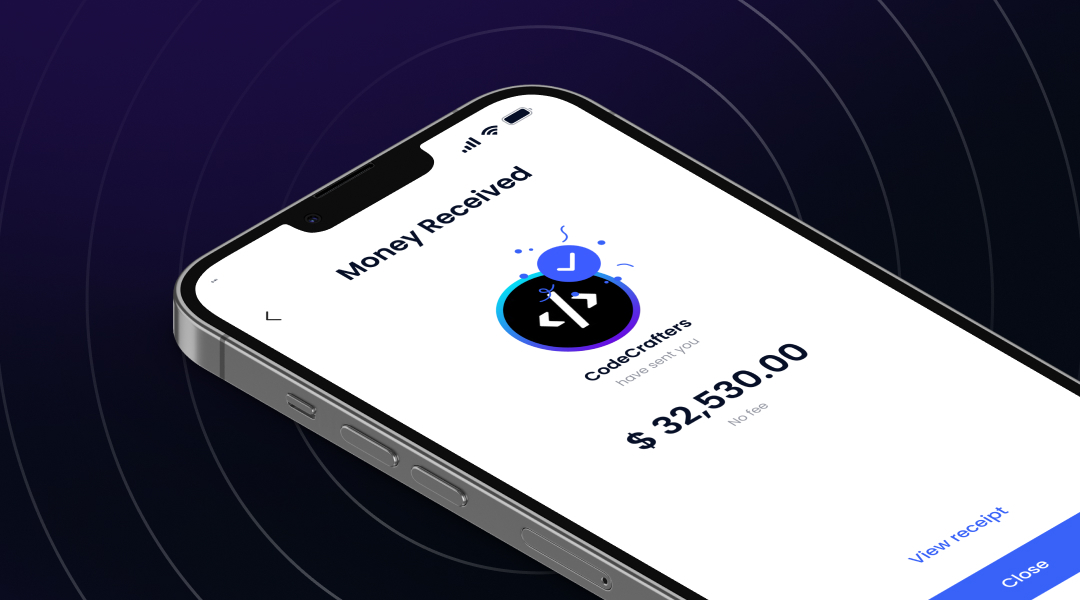 Money Received
CodeCrafters
have sent you
$ 32,530.00
No fee
View receipt
Close